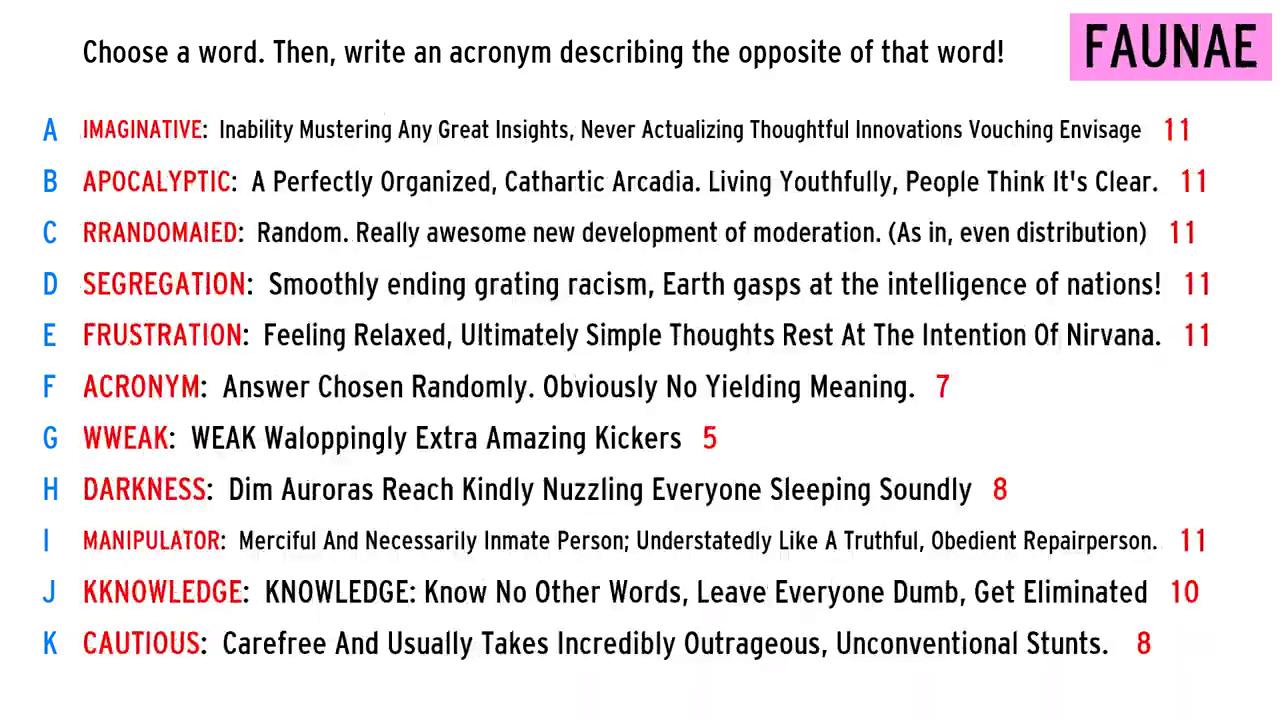 Choose a word. Then, write an acronym describing the opposite of that word!
FAUNAE
A IMAGINATIVE: Inability Mustering Any Great Insights, Never Actualizing Thoughtful Innovations Vouching Envisage 11
B APOCALYPTIC: A Perfectly Organized, Cathartic Arcadia. Living Youthfully, People Think It's Clear. 11
C RRANDOMAIED: Random. Really awesome new development of moderation. (As in, even distribution) 11
D SEGREGATION: Smoothly ending grating racism, Earth gasps at the intelligence of nations! 11
E FRUSTRATION: Feeling Relaxed, Ultimately Simple Thoughts Rest At The Intention Of Nirvana. 11
F ACRONYM: Answer Chosen Randomly. Obviously No Yielding Meaning. 7
G WWEAK: WEAK Waloppingly Extra Amazing Kickers 5
H DARKNESS: Dim Auroras Reach Kindly Nuzzling Everyone Sleeping Soundly 8
I MANIPULATOR: Merciful And Necessarily Inmate Person; Understatedly Like A Truthful, Obedient Repairperson. 11
J KKNOWLEDGE: KNOWLEDGE: Know No Other Words, Leave Everyone Dumb, Get Eliminated 10
K CAUTIOUS: Carefree And Usually Takes Incredibly Outrageous, Unconventional Stunts. 8